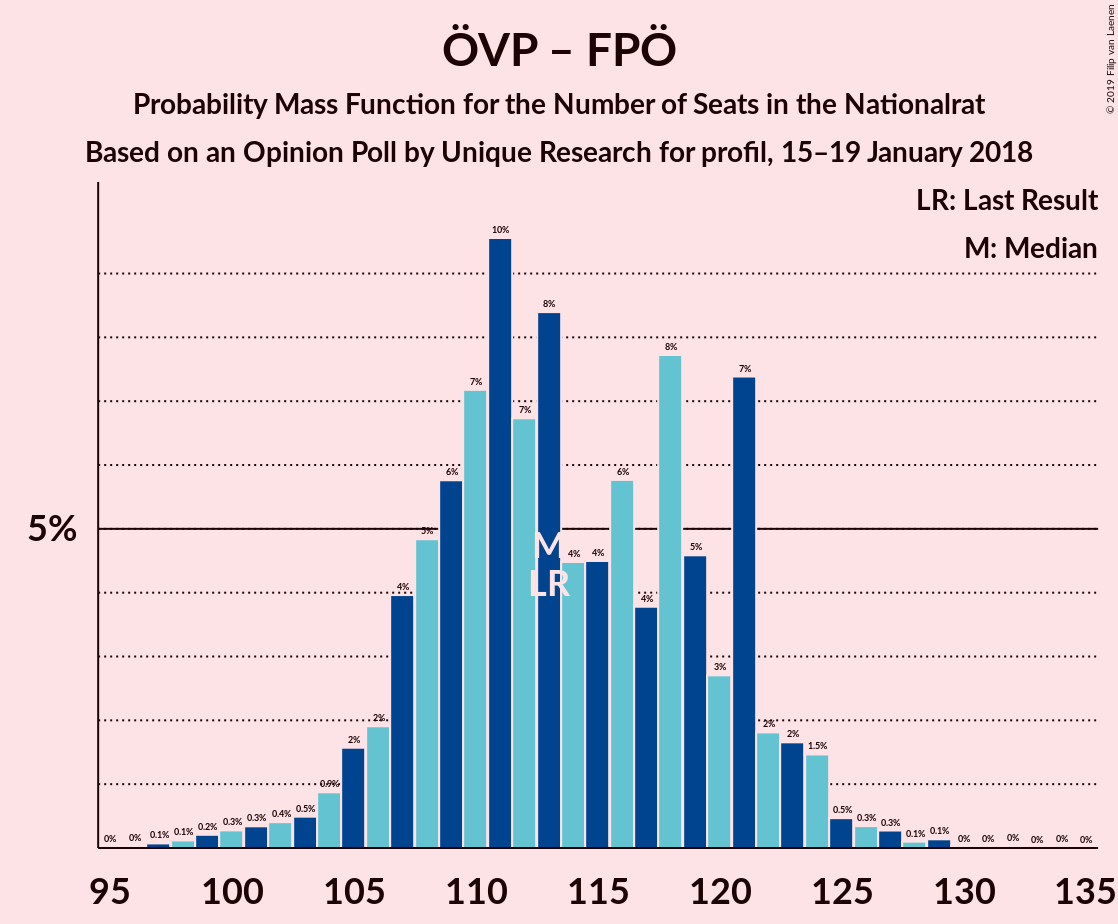 ÖVP – FPÖ
Probability Mass Function for the Number of Seats in the Nationalrat
Based on an Opinion Poll by Unique Research for profil, 15–19 January 2018
© 2019 Filip van Laenen
LR: Last Result
M: Median
5%
0% 0% 0.1% 0.1% 0.2% 0.3% 0.3% 0.4% 0.5% 0.9% 2% 2% 4% 5% 6% 7% 10% 7% 8% 4% 4% 6% 4% 8% 5% 3% 7% 2% 2% 1.5% 0.5% 0.3% 0.3% 0.1% 0.1% 0% 0% 0% 0% 0% 0%
M
LR
95 100 105 110 115 120 125 130 135